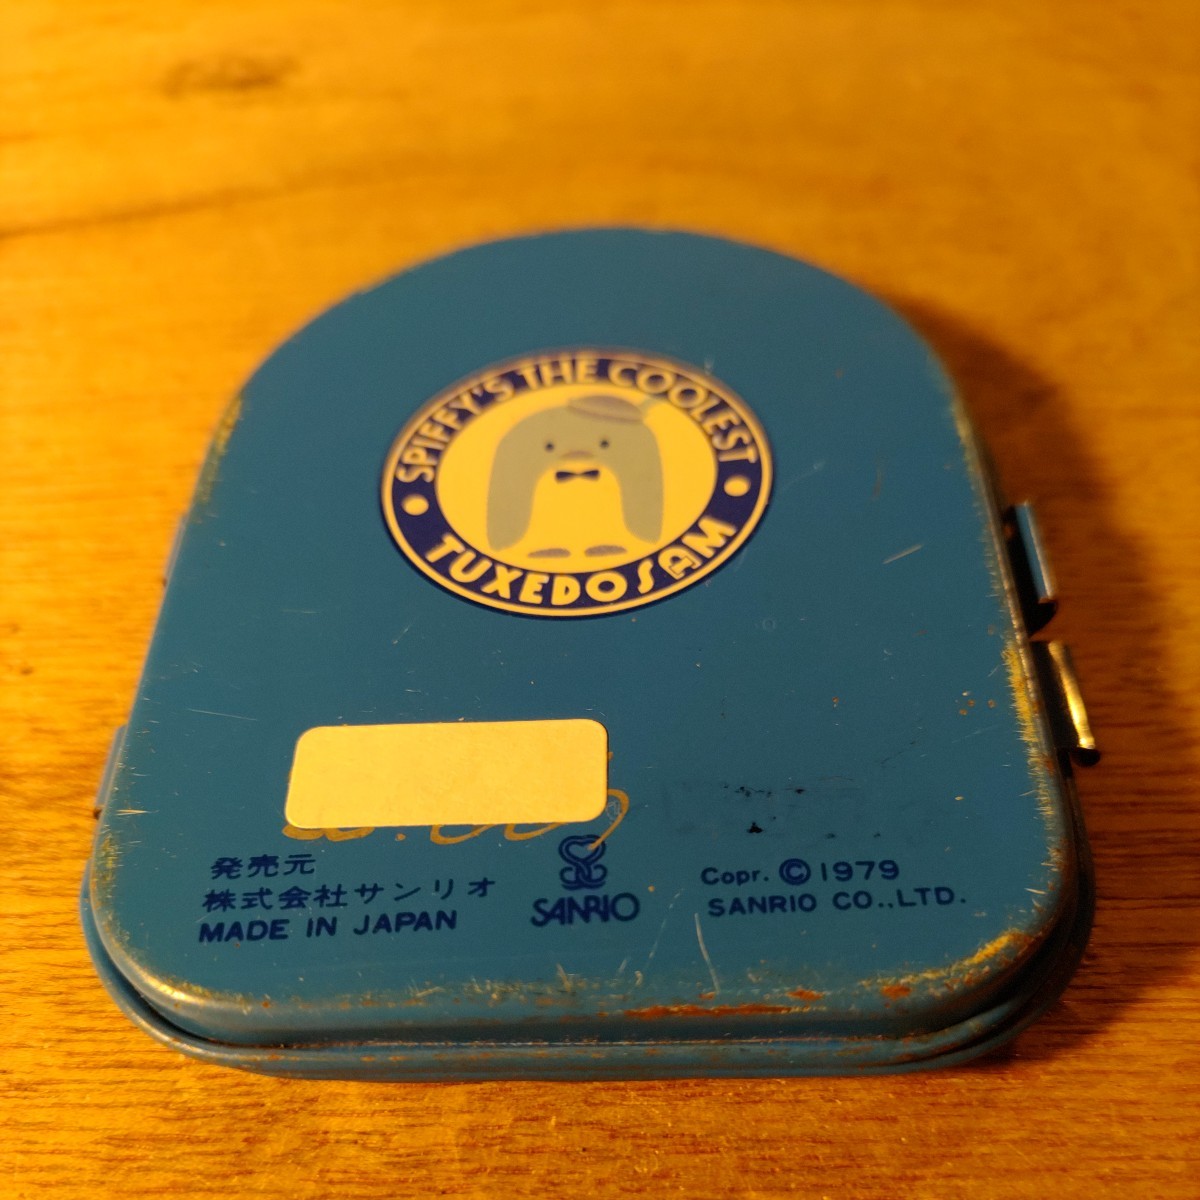 SPIFFY'S THE COOLEST
TUXEDOSAM
発売元
株式会社サンリオ
MADE IN JAPAN
SANRIO
Copr. © 1979
SANRIO CO.,LTD.